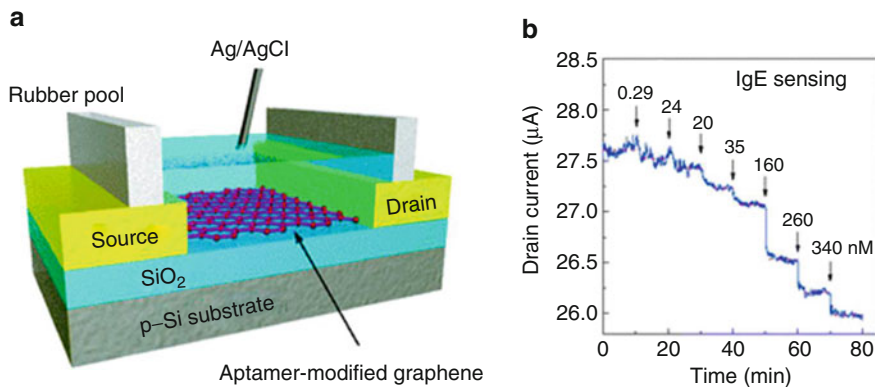 a
Ag/AgCl
Rubber pool
Source
Drain
SiO₂
p–Si substrate
Aptamer-modified graphene
b
IgE sensing
0.29
24
20
35
160
260
340 nM
Drain current (μA)
28.5
28.0
27.5
27.0
26.5
26.0
0 20 40 60 80
Time (min)